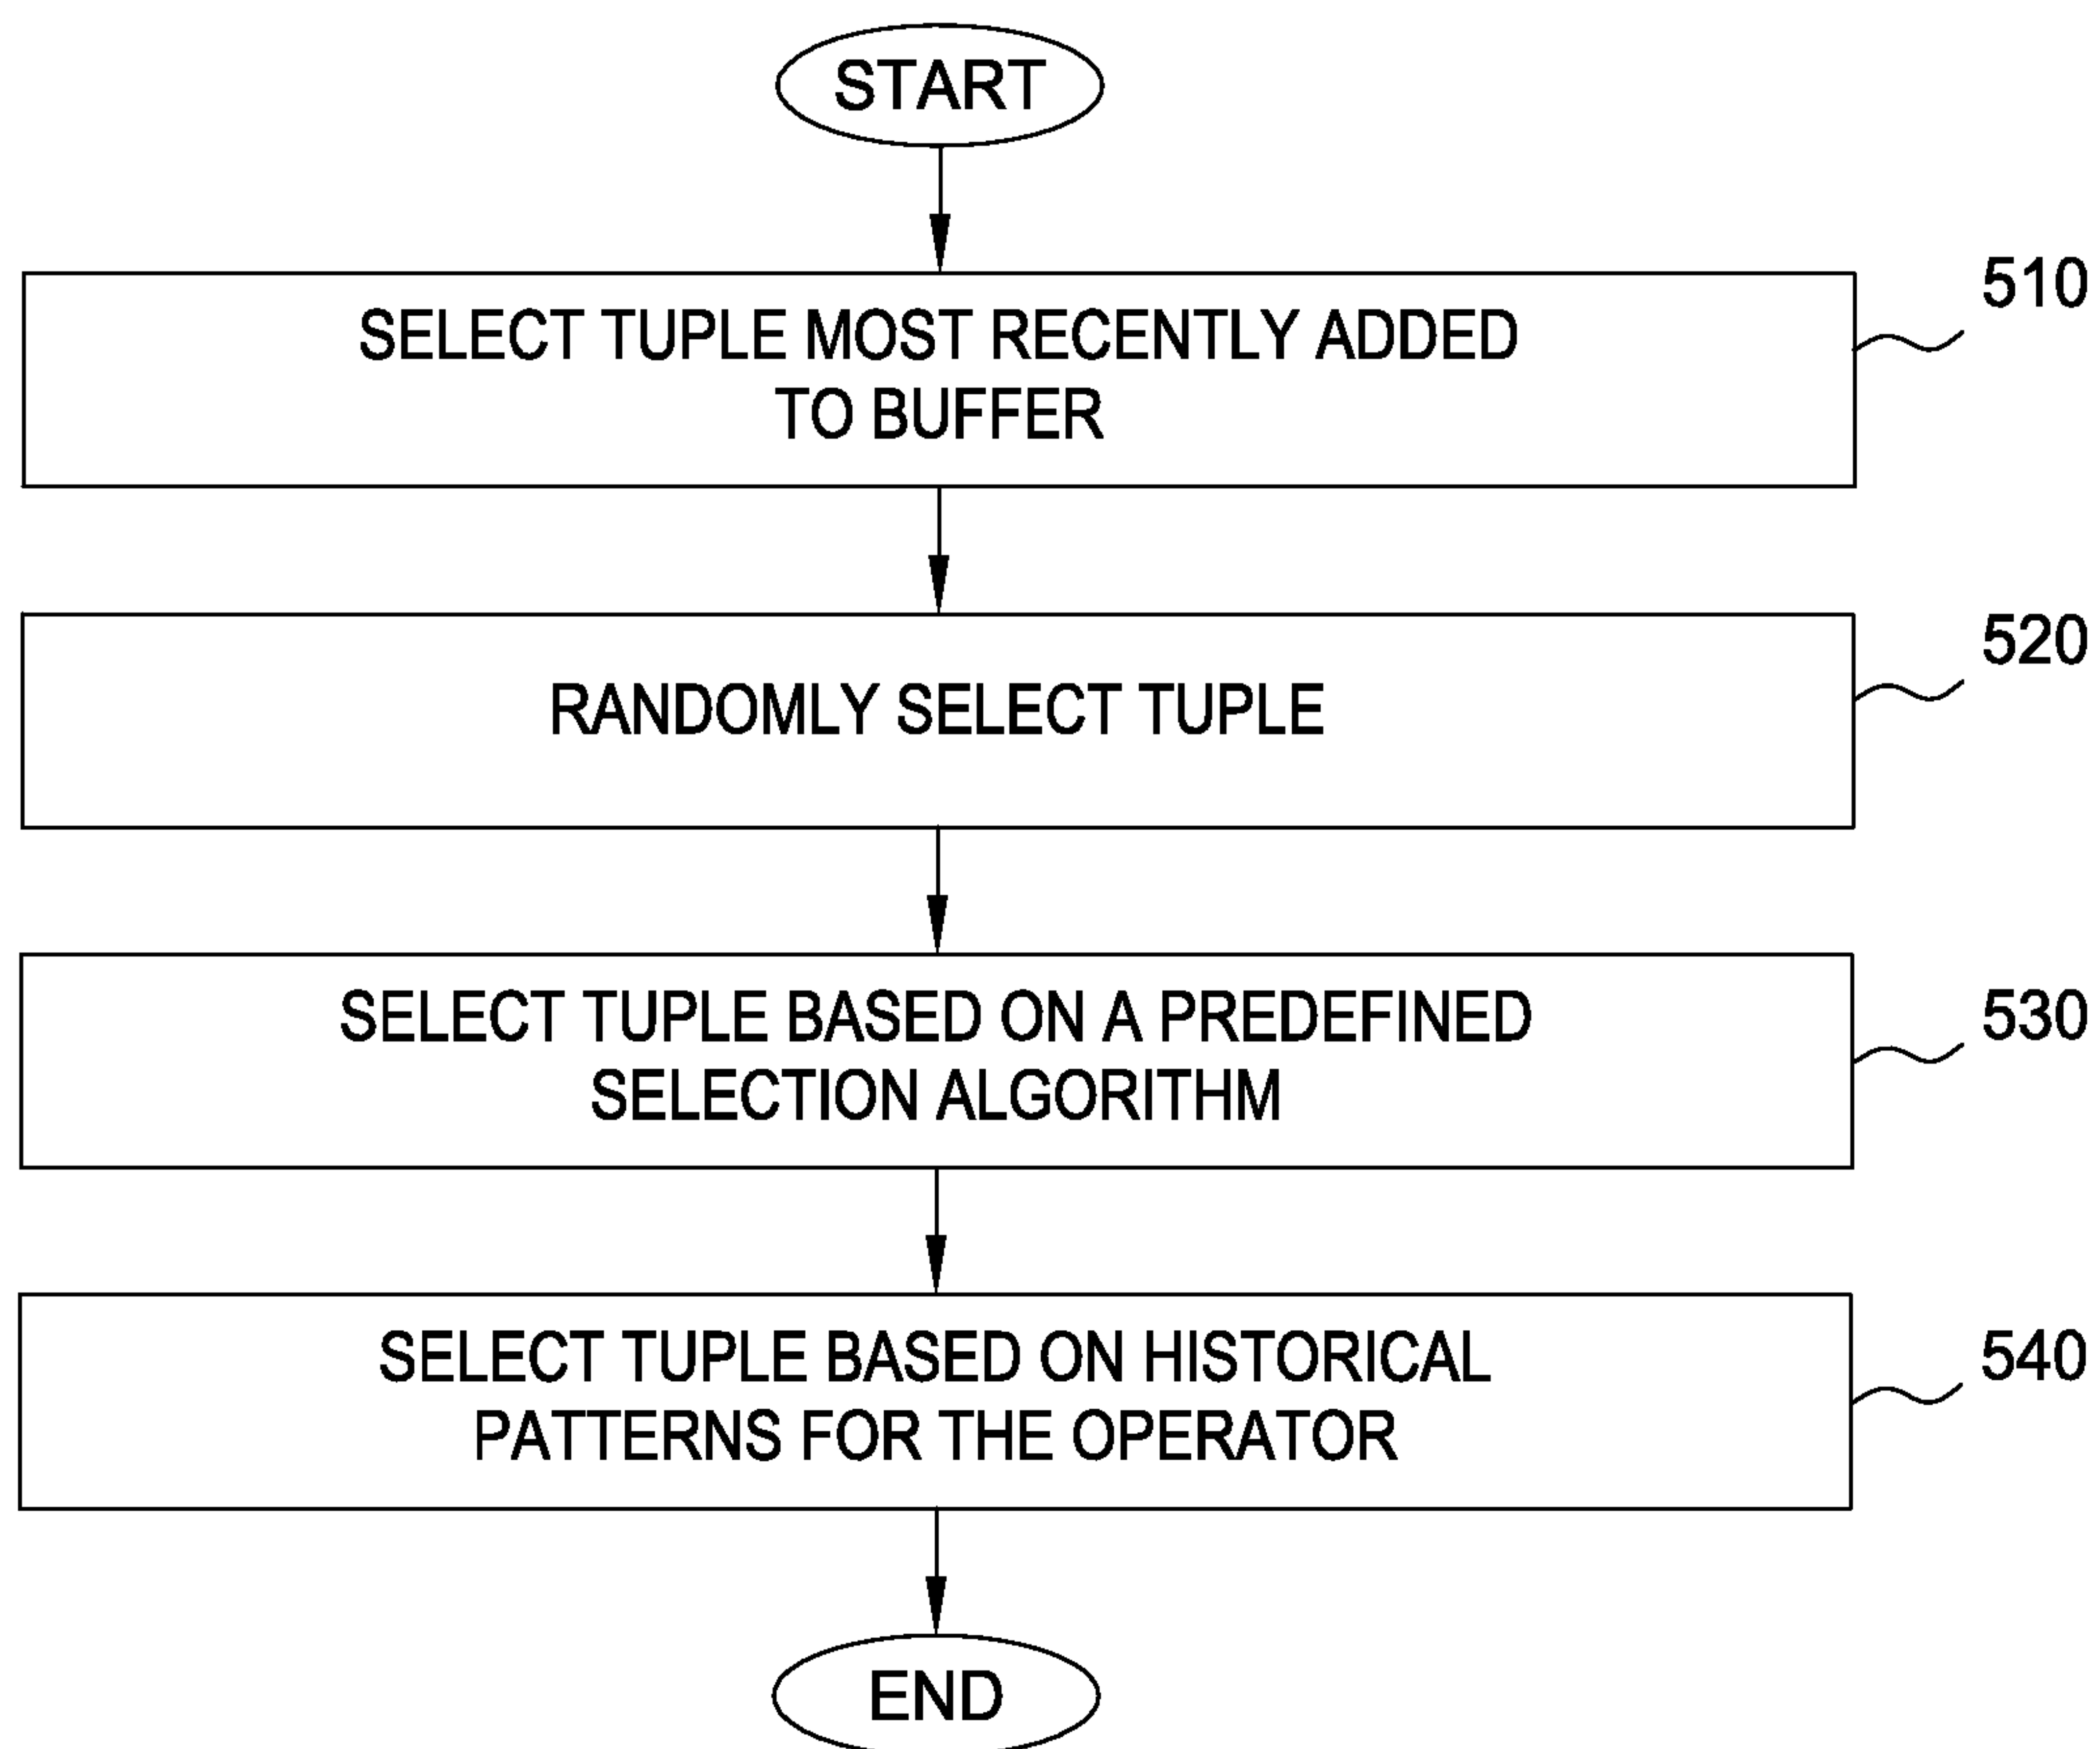 START
SELECT TUPLE MOST RECENTLY ADDED
TO BUFFER
510
RANDOMLY SELECT TUPLE
520
SELECT TUPLE BASED ON A PREDEFINED
SELECTION ALGORITHM
530
SELECT TUPLE BASED ON HISTORICAL
PATTERNS FOR THE OPERATOR
540
END